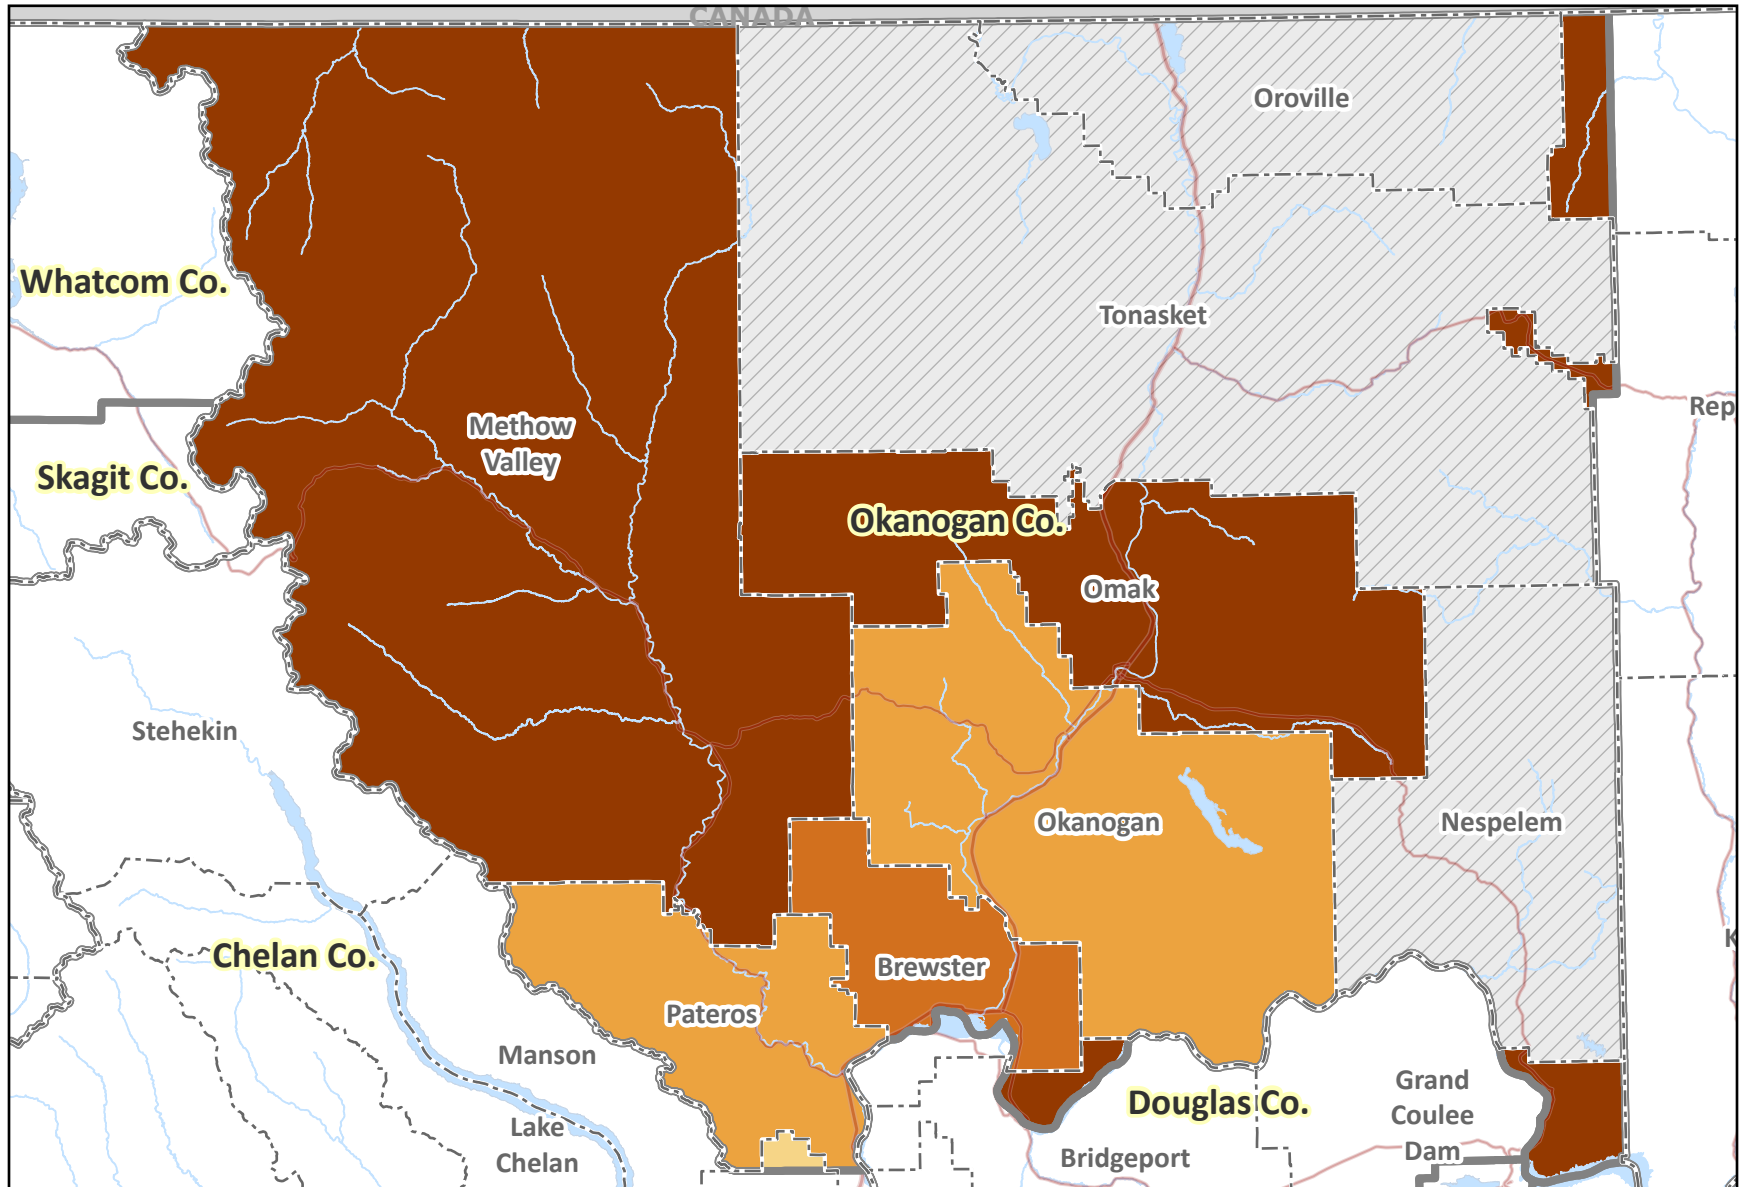 CANADA
Oroville
Whatcom Co.
Tonasket
Rep
Methow
Valley
Skagit Co.
Okanogan Co.
Omak
Stehekin
Okanogan
Nespelem
K
Chelan Co.
Brewster
Pateros
Manson
Grand
Coulee
Dam
Douglas Co.
Lake
Chelan
Bridgeport